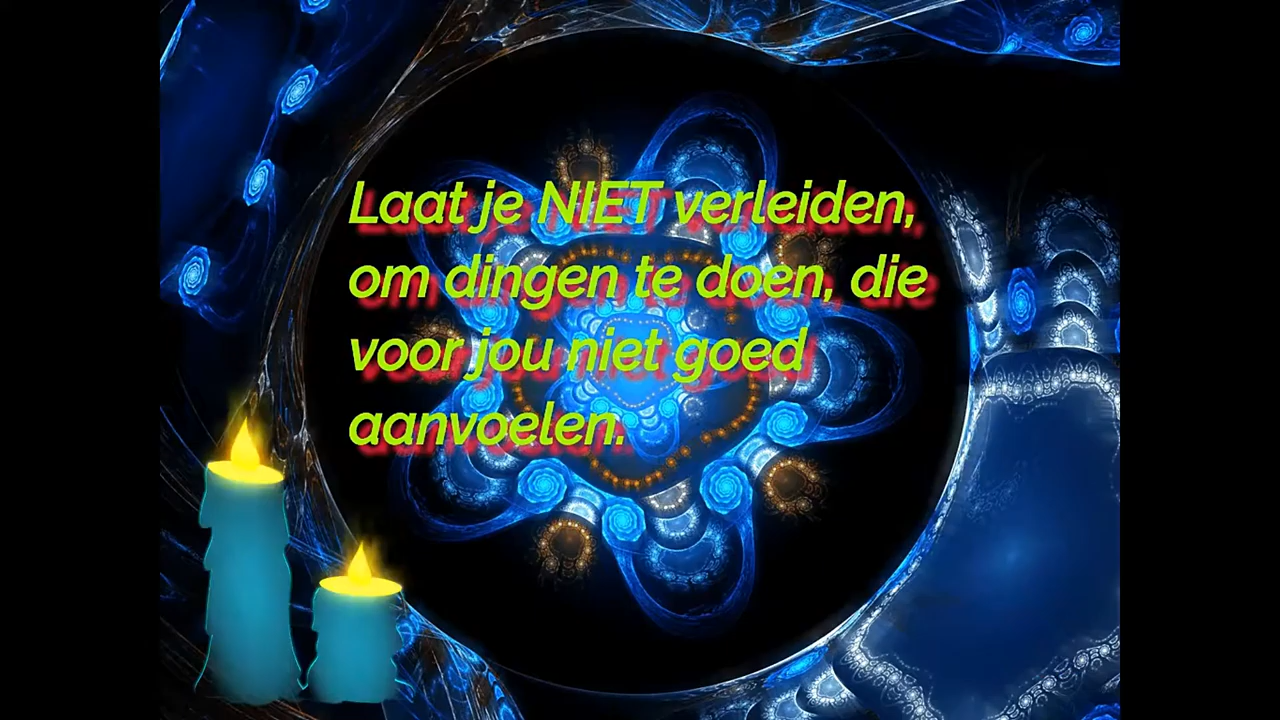 Laat je NIET verleiden,
om dingen te doen, die
voor jou niet goed
aanvoelen.